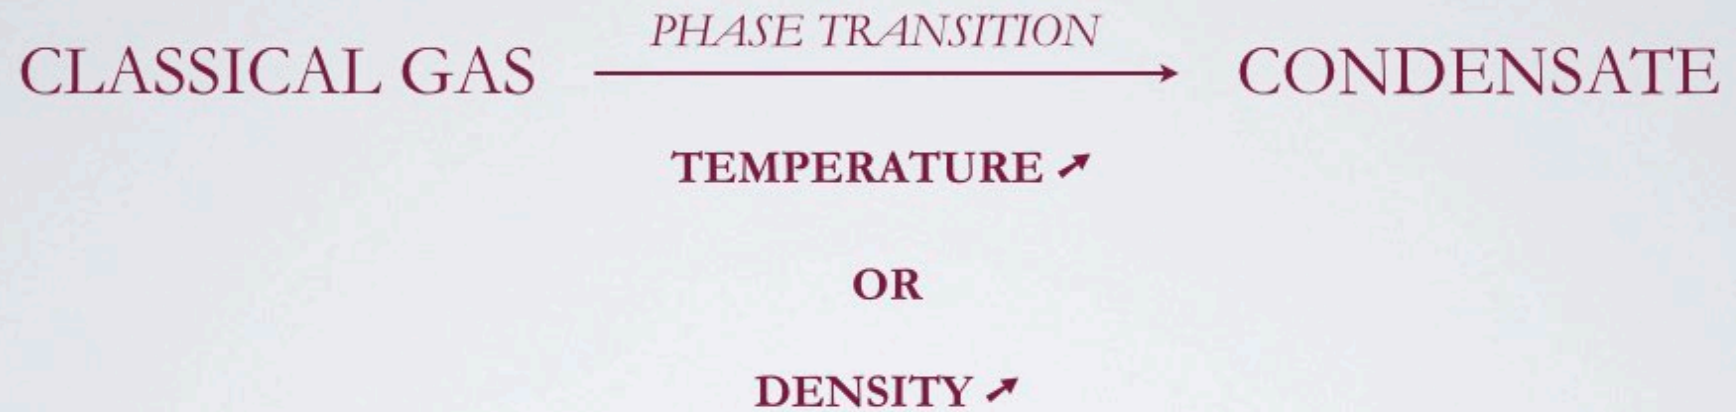 PHASE TRANSITION
CLASSICAL GAS → CONDENSATE
TEMPERATURE ↗
OR
DENSITY ↗